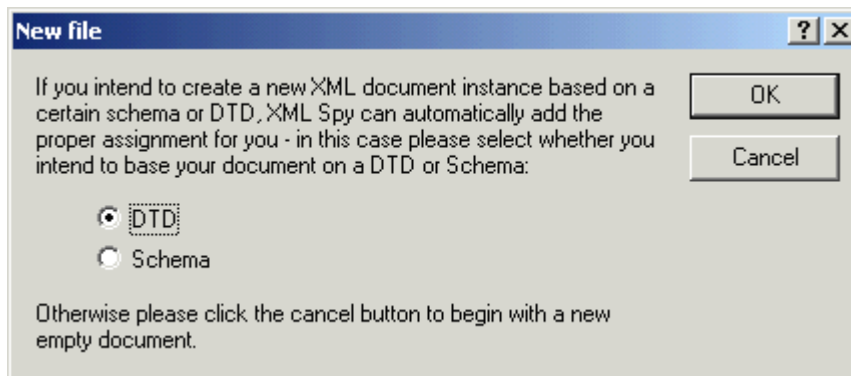 New file
If you intend to create a new XML document instance based on a
certain schema or DTD, XML Spy can automatically add the
proper assignment for you - in this case please select whether you
intend to base your document on a DTD or Schema:
OK
Cancel
DTD
Schema
Otherwise please click the cancel button to begin with a new
empty document.